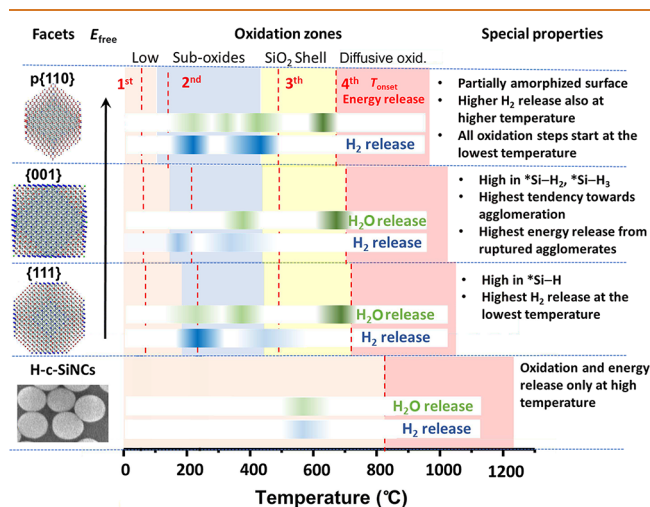 Facets E_free Oxidation zones Special properties
Low Sub-oxides SiO₂ Shell Diffusive oxid.
p{110}
1st 2nd 3th 4th T_onset
Energy release
H₂ release
• Partially amorphized surface
• Higher H₂ release also at
higher temperature
• All oxidation steps start at the
lowest temperature
{001}
H₂O release
H₂ release
• High in *Si–H₂, *Si–H₃
• Highest tendency towards
agglomeration
• Highest energy release from
ruptured agglomerates
{111}
H₂O release
H₂ release
• High in *Si–H
• Highest H₂ release at the
lowest temperature
H-c-SiNCs
H₂O release
H₂ release
Oxidation and energy
release only at high
temperature
0 200 400 600 800 1000 1200
Temperature (°C)